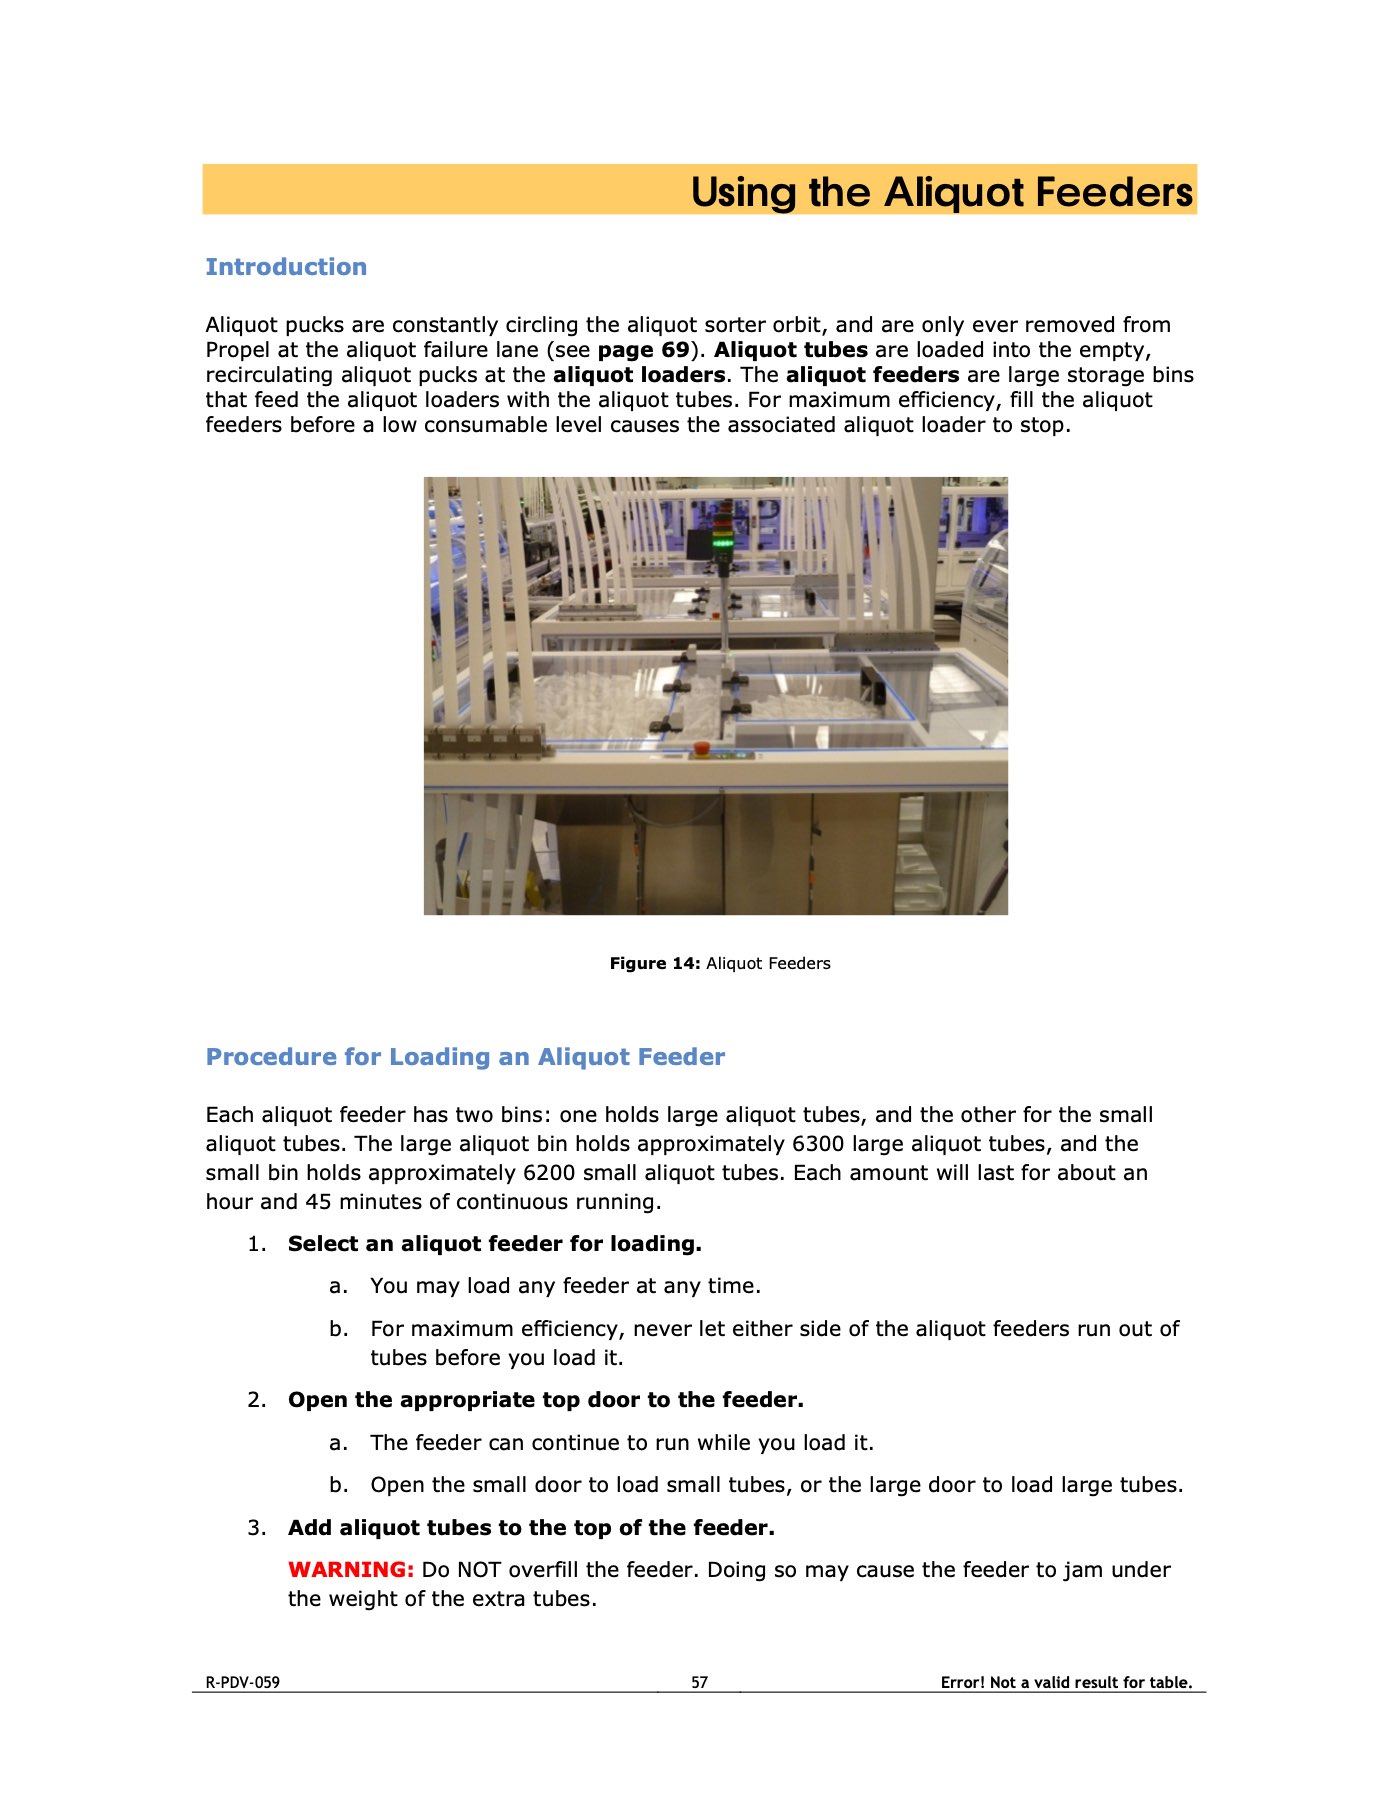 Using the Aliquot Feeders
Introduction
Aliquot pucks are constantly circling the aliquot sorter orbit, and are only ever removed from
Propel at the aliquot failure lane (see page 69). Aliquot tubes are loaded into the empty,
recirculating aliquot pucks at the aliquot loaders. The aliquot feeders are large storage bins
that feed the aliquot loaders with the aliquot tubes. For maximum efficiency, fill the aliquot
feeders before a low consumable level causes the associated aliquot loader to stop.
Figure 14: Aliquot Feeders
Procedure for Loading an Aliquot Feeder
Each aliquot feeder has two bins: one holds large aliquot tubes, and the other for the small
aliquot tubes. The large aliquot bin holds approximately 6300 large aliquot tubes, and the
small bin holds approximately 6200 small aliquot tubes. Each amount will last for about an
hour and 45 minutes of continuous running.
1. Select an aliquot feeder for loading.
a. You may load any feeder at any time.
b. For maximum efficiency, never let either side of the aliquot feeders run out of
tubes before you load it.
2. Open the appropriate top door to the feeder.
a. The feeder can continue to run while you load it.
b. Open the small door to load small tubes, or the large door to load large tubes.
3. Add aliquot tubes to the top of the feeder.
WARNING: Do NOT overfill the feeder. Doing so may cause the feeder to jam under
the weight of the extra tubes.
R-PDV-059 57 Error! Not a valid result for table.